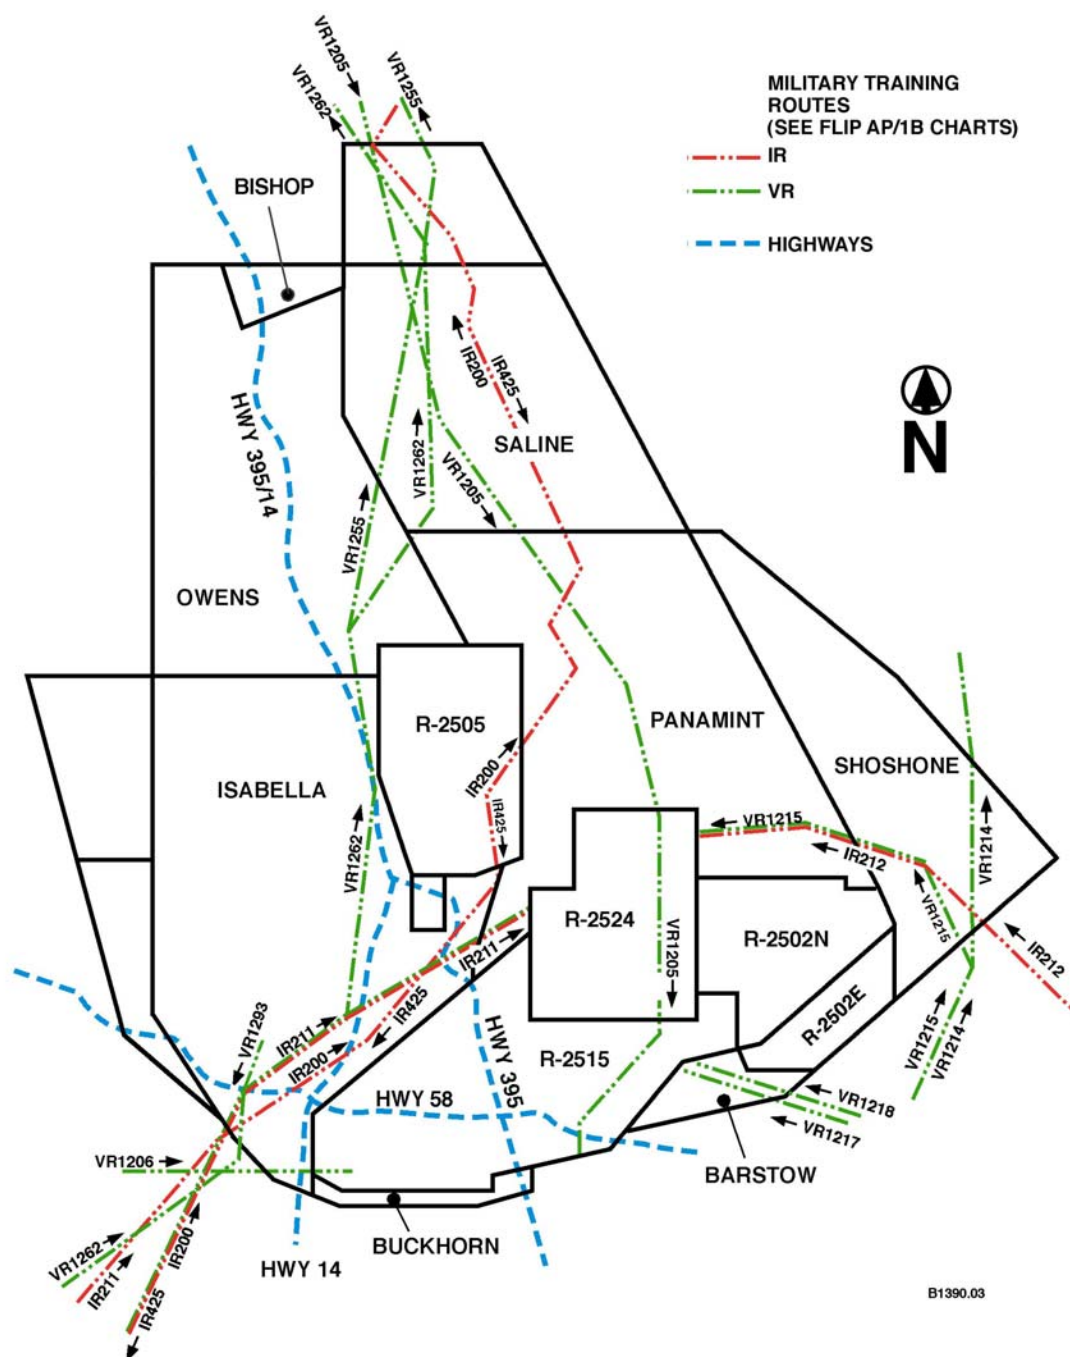 VR1205
VR1262
VR1255
MILITARY TRAINING
ROUTES
(SEE FLIP AP/1B CHARTS)
IR
VR
HIGHWAYS
BISHOP
IR200
IR425
N
HWY 395/14
SALINE
VR1262
VR1205
VR1255
OWENS
R-2505
PANAMINT
SHOSHONE
ISABELLA
IR200
IR425
VR1215
IR212
VR1214
VR1262
VR1215
R-2524
R-2502N
IR211
VR1205
IR212
IR425
R-2502E
VR1293
IR211
IR200
HWY 395
R-2515
VR1215
VR1214
HWY 58
VR1218
VR1217
VR1206
BARSTOW
VR1262
IR200
IR211
BUCKHORN
HWY 14
IR425
B1390.03